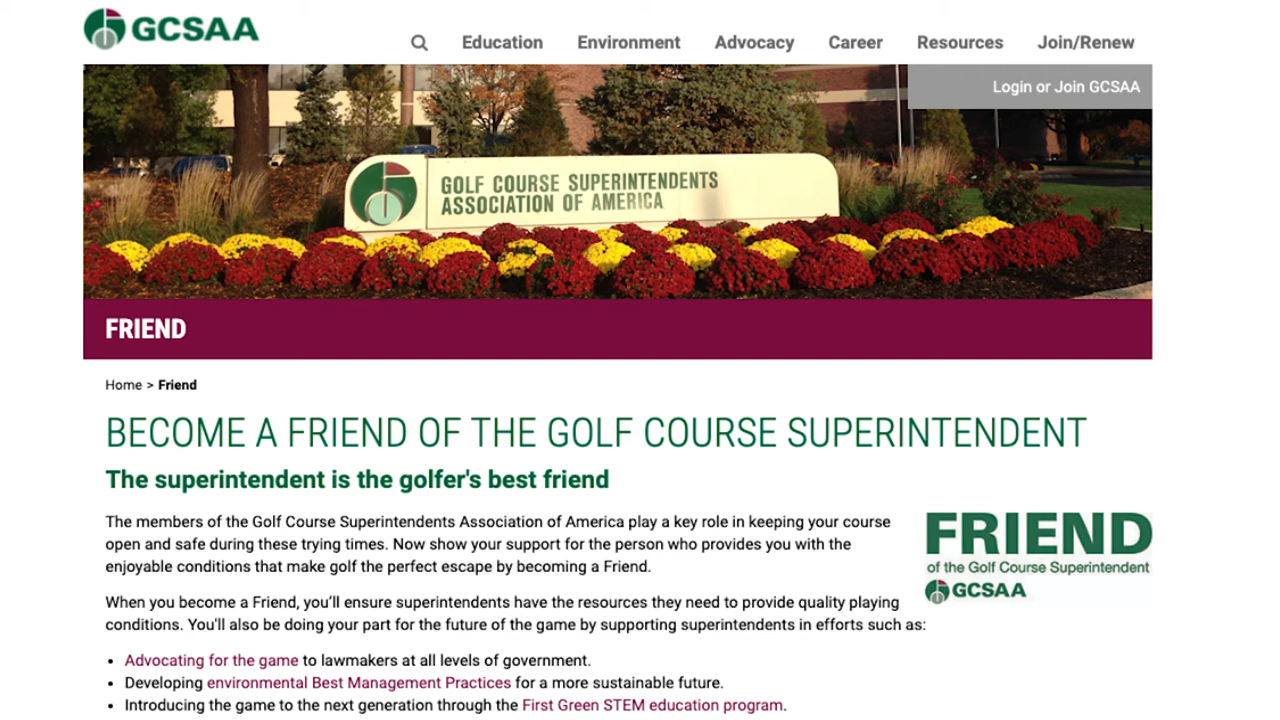 GCSAA
Education Environment Advocacy Career Resources Join/Renew
Login or Join GCSAA
GOLF COURSE SUPERINTENDENTS
ASSOCIATION OF AMERICA
FRIEND
Home > Friend
BECOME A FRIEND OF THE GOLF COURSE SUPERINTENDENT
The superintendent is the golfer's best friend
The members of the Golf Course Superintendents Association of America play a key role in keeping your course
open and safe during these trying times. Now show your support for the person who provides you with the
enjoyable conditions that make golf the perfect escape by becoming a Friend.
FRIEND
of the Golf Course Superintendent
GCSAA
When you become a Friend, you’ll ensure superintendents have the resources they need to provide quality playing
conditions. You'll also be doing your part for the future of the game by supporting superintendents in efforts such as:
• Advocating for the game to lawmakers at all levels of government.
• Developing environmental Best Management Practices for a more sustainable future.
• Introducing the game to the next generation through the First Green STEM education program.